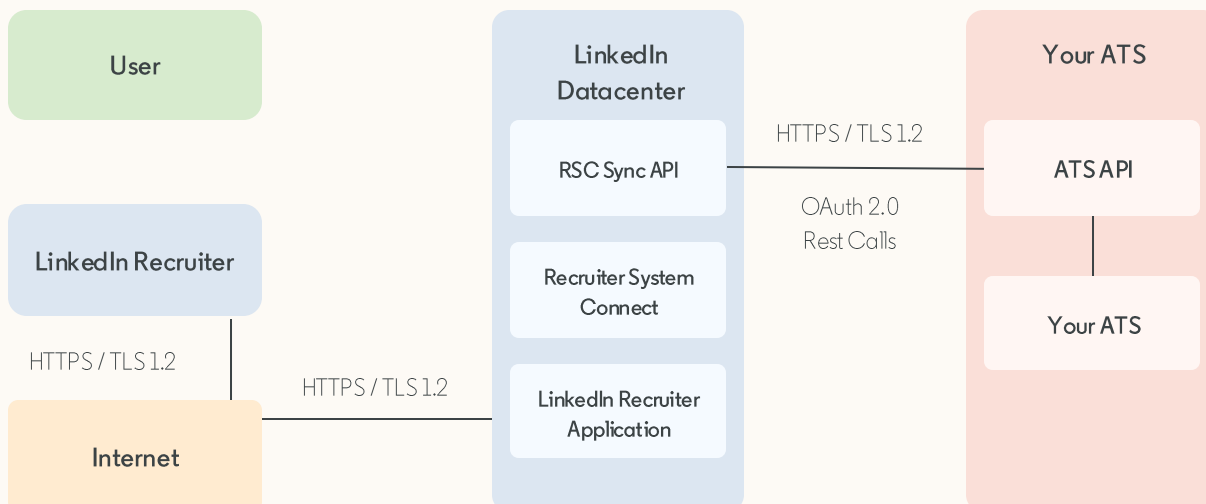 User
LinkedIn Recruiter
HTTPS / TLS 1.2
Internet
HTTPS / TLS 1.2
LinkedIn
Datacenter
RSC Sync API
Recruiter System
Connect
LinkedIn Recruiter
Application
HTTPS / TLS 1.2
OAuth 2.0
Rest Calls
Your ATS
ATS API
Your ATS